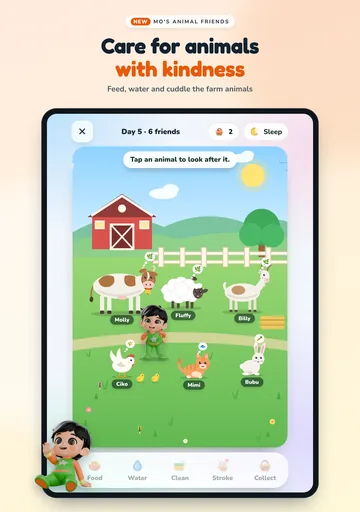 NEW MO'S ANIMAL FRIENDS
Care for animals
with kindness
Feed, water and cuddle the farm animals
Day 5 · 6 friends
2
Sleep
Tap an animal to look after it.
Molly
Fluffy
Billy
Ciko
Mimi
Bubu
Food
Water
Clean
Stroke
Collect